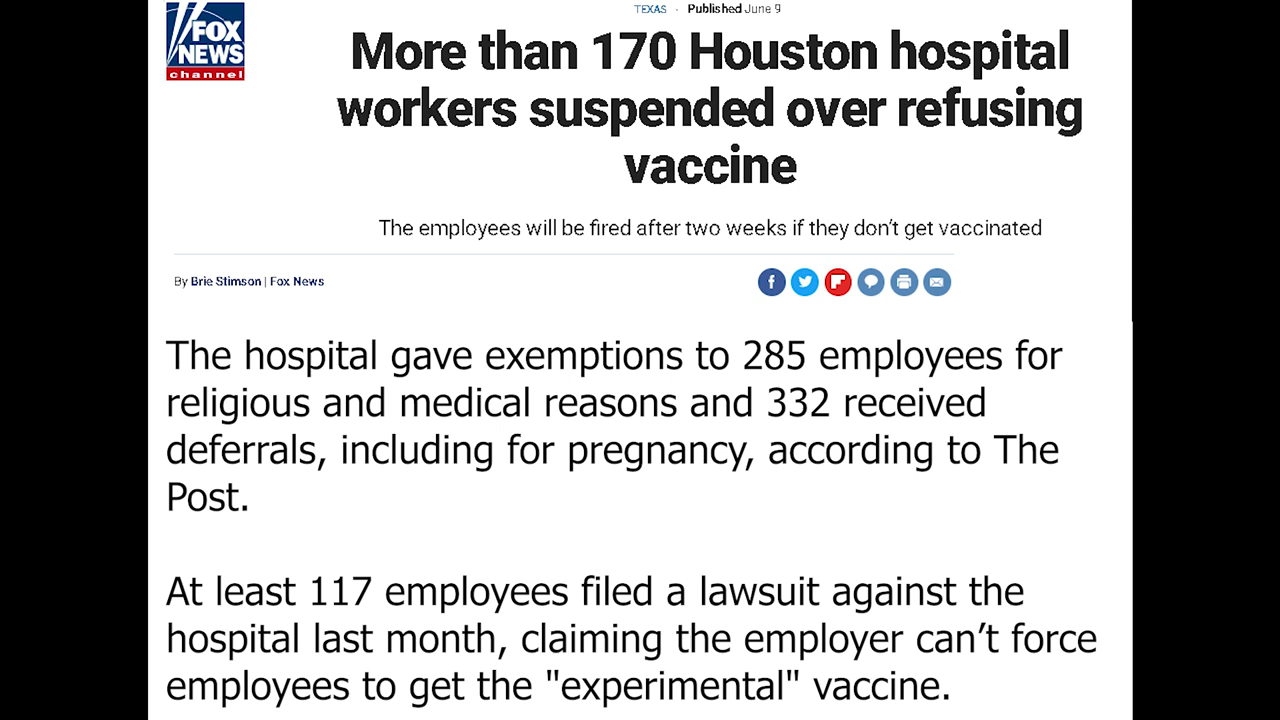 FOX
NEWS
channel
TEXAS · Published June 9
More than 170 Houston hospital
workers suspended over refusing
vaccine
The employees will be fired after two weeks if they don't get vaccinated
By Brie Stimson | Fox News
The hospital gave exemptions to 285 employees for
religious and medical reasons and 332 received
deferrals, including for pregnancy, according to The
Post.
At least 117 employees filed a lawsuit against the
hospital last month, claiming the employer can't force
employees to get the "experimental" vaccine.